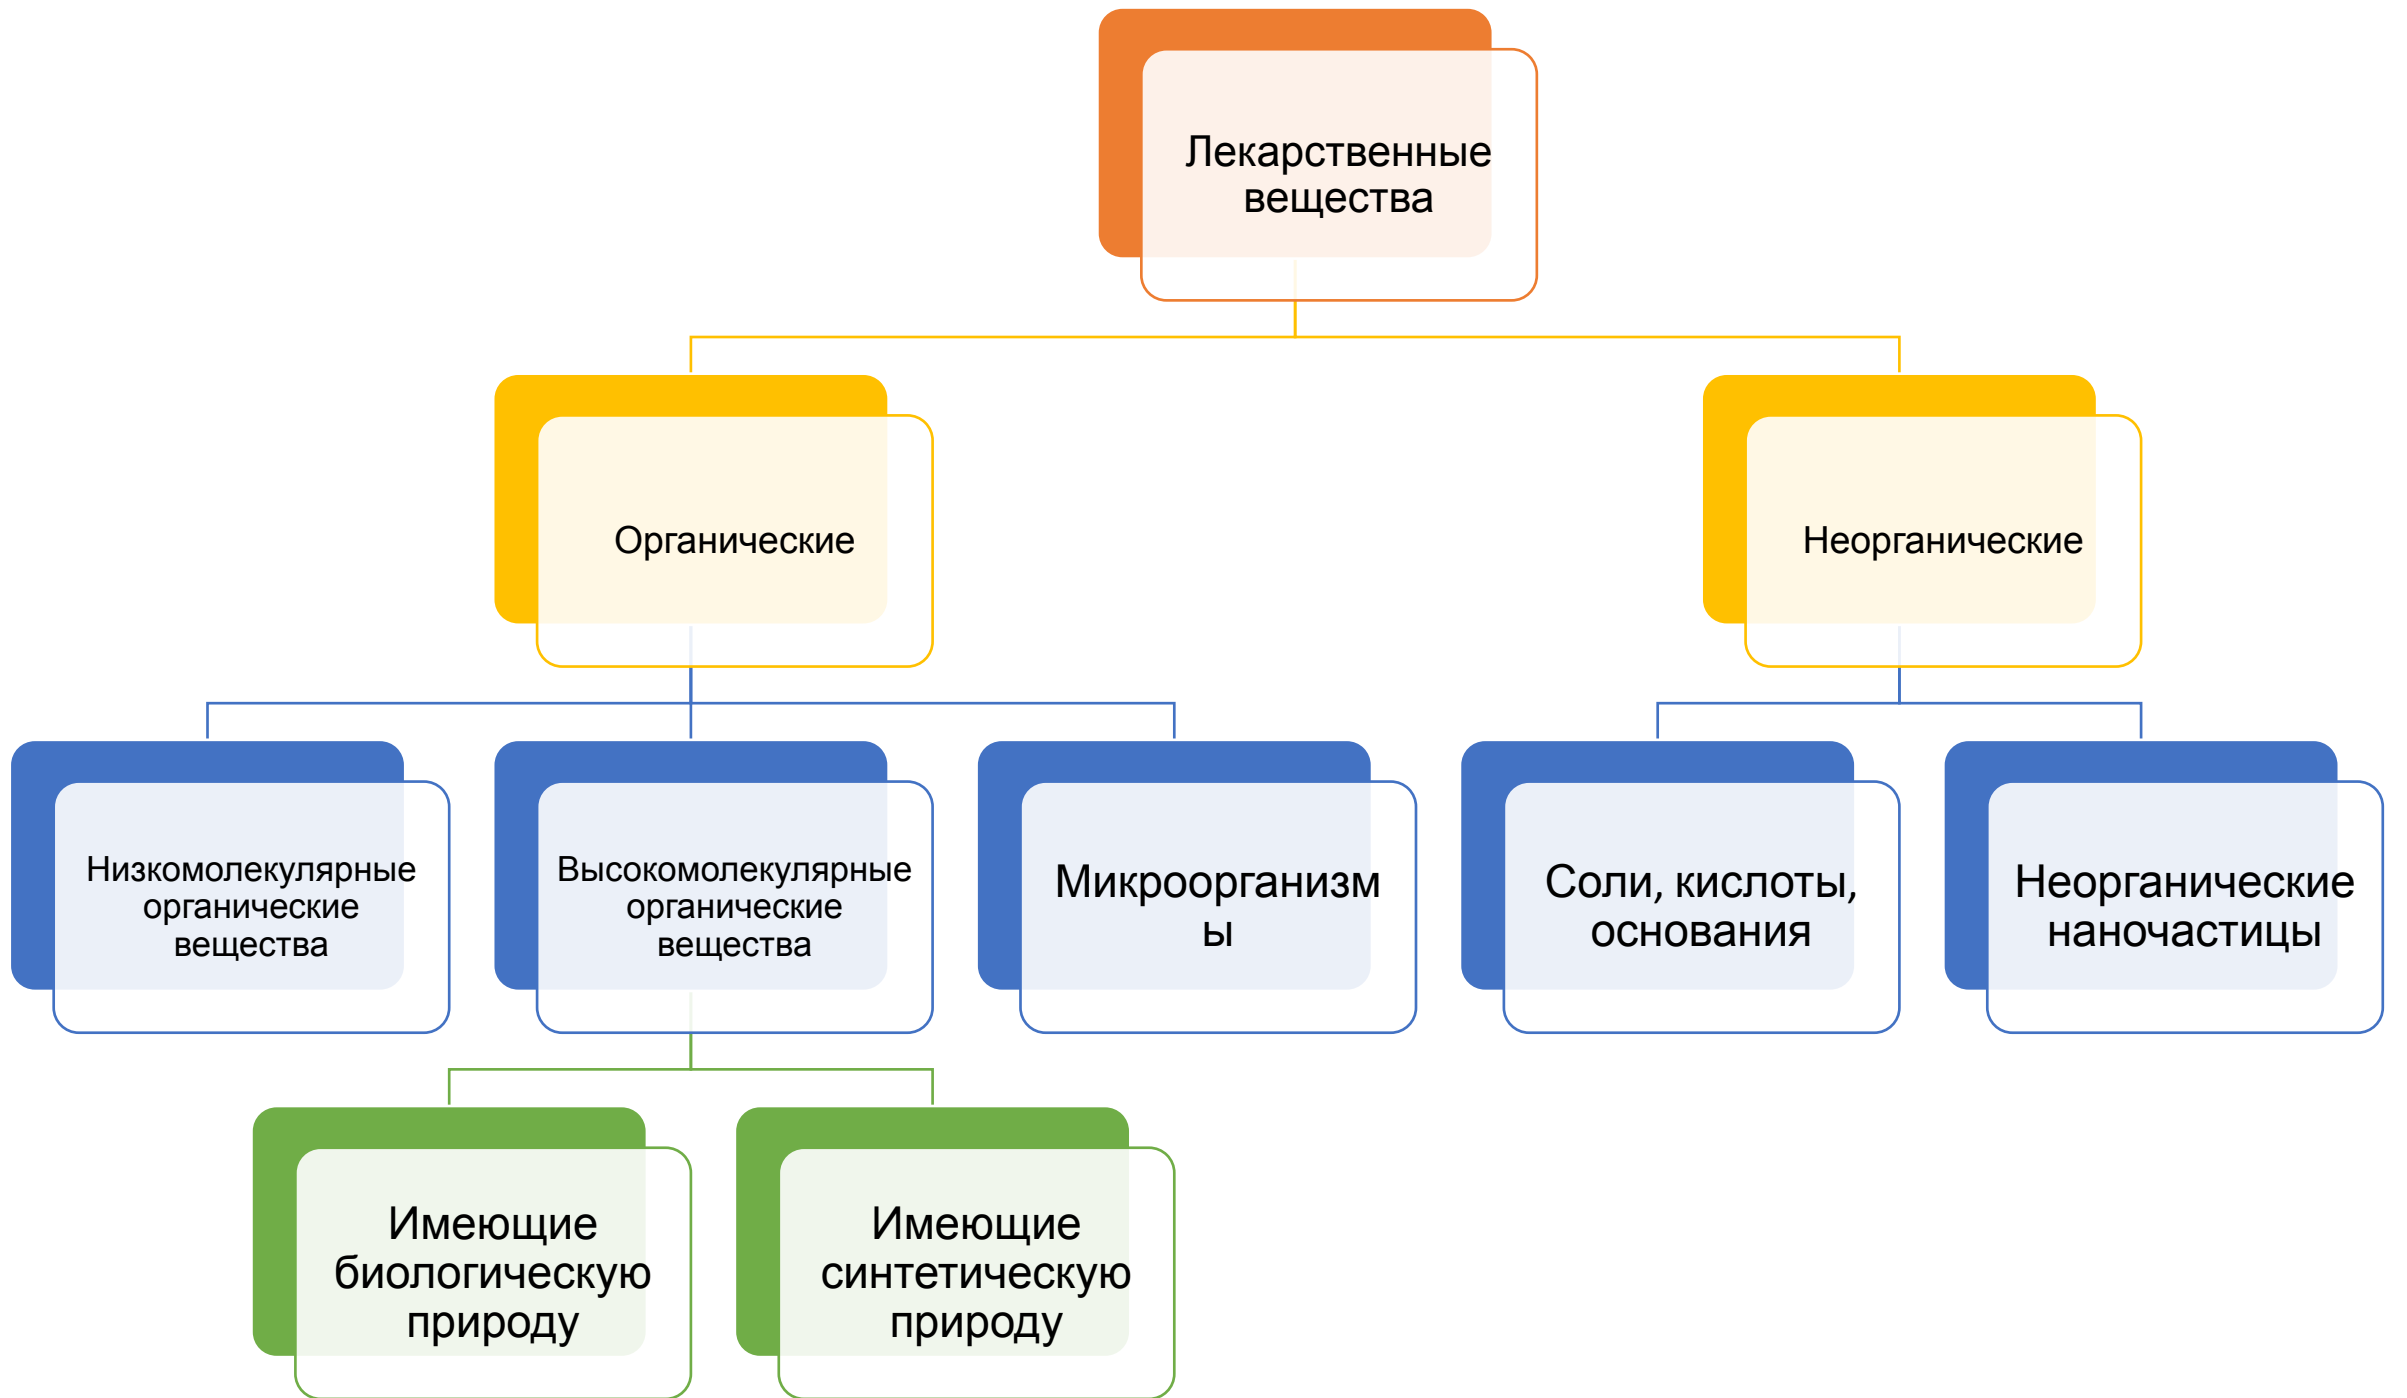 Лекарственные
вещества
Органические
Неорганические
Низкомолекулярные
органические
вещества
Высокомолекулярные
органические
вещества
Микроорганизм
ы
Соли, кислоты,
основания
Неорганические
наночастицы
Имеющие
биологическую
природу
Имеющие
синтетическую
природу